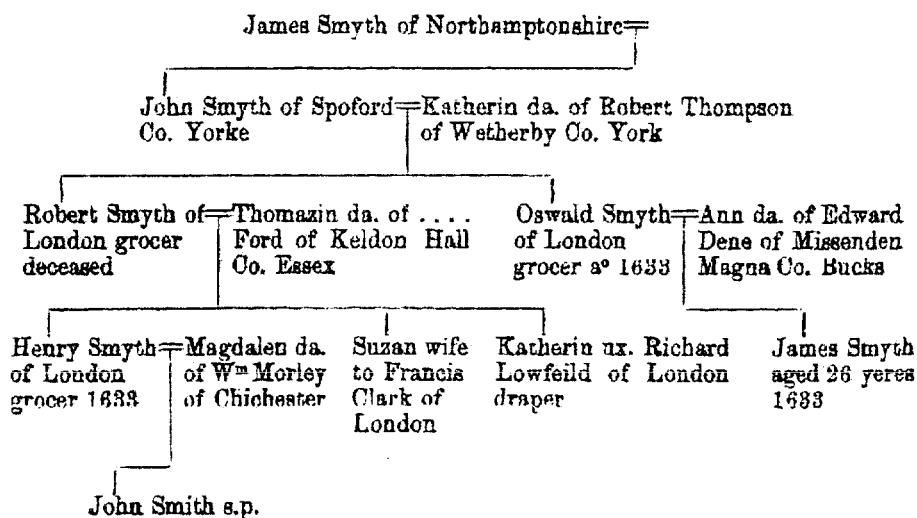 James Smyth of Northamptonshire
John Smyth of Spoford
Co. Yorke
Katherin da. of Robert Thompson
of Wetherby Co. York
Robert Smyth of
London grocer
deceased
Thomazin da. of ....
Ford of Keldon Hall
Co. Essex
Oswald Smyth
of London
grocer aº 1633
Ann da. of Edward
Dene of Missenden
Magna Co. Bucks
Henry Smyth
of London
grocer 1633
Magdalen da.
of Wᵐ Morley
of Chichester
Suzan wife
to Francis
Clark of
London
Katherin ux. Richard
Lowfeild of London
draper
James Smyth
aged 26 yeres
1633
John Smith s.p.